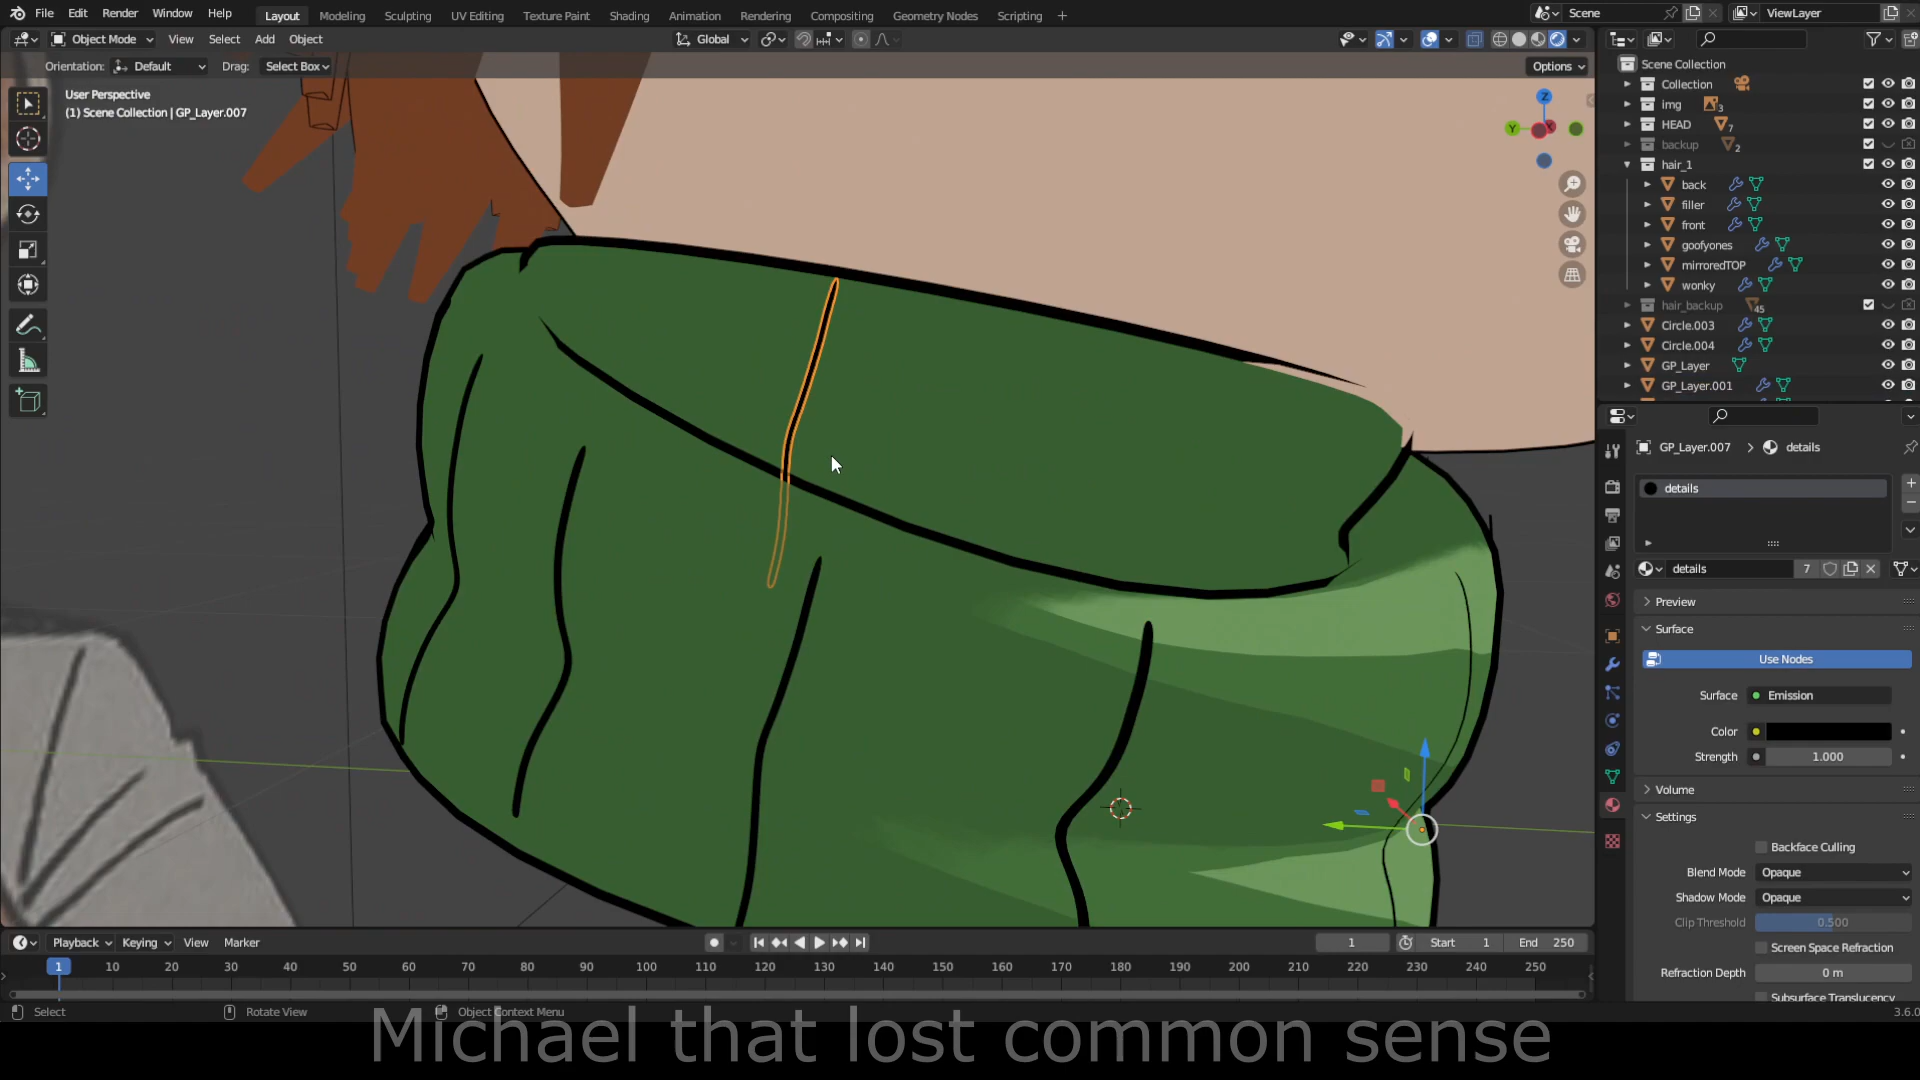 File Edit Render Window Help Layout Modeling Sculpting UV Editing Texture Paint Shading Animation Rendering Compositing Geometry Nodes Scripting + Scene ViewLayer
Object Mode View Select Add Object Global
Orientation: Default Drag: Select Box Options
User Perspective
(1) Scene Collection | GP_Layer.007
Z
Y
X
Scene Collection
Collection
img 3
HEAD 7
backup 2
hair_1
back
filler
front
goofyones
mirroredTOP
wonky
hair_backup 45
Circle.003
Circle.004
GP_Layer
GP_Layer.001
GP_Layer.007 > details
details
details 7
Preview
Surface
Use Nodes
Surface Emission
Color
Strength 1.000
Volume
Settings
Backface Culling
Blend Mode Opaque
Shadow Mode Opaque
Clip Threshold 0.500
Screen Space Refraction
Refraction Depth 0 m
Subsurface Translucency
Playback Keying View Marker 1 Start 1 End 250
1 10 20 30 40 50 60 70 80 90 100 110 120 130 140 150 160 170 180 190 200 210 220 230 240 250
Select Rotate View Object Context Menu 3.6.0
Michael that lost common sense